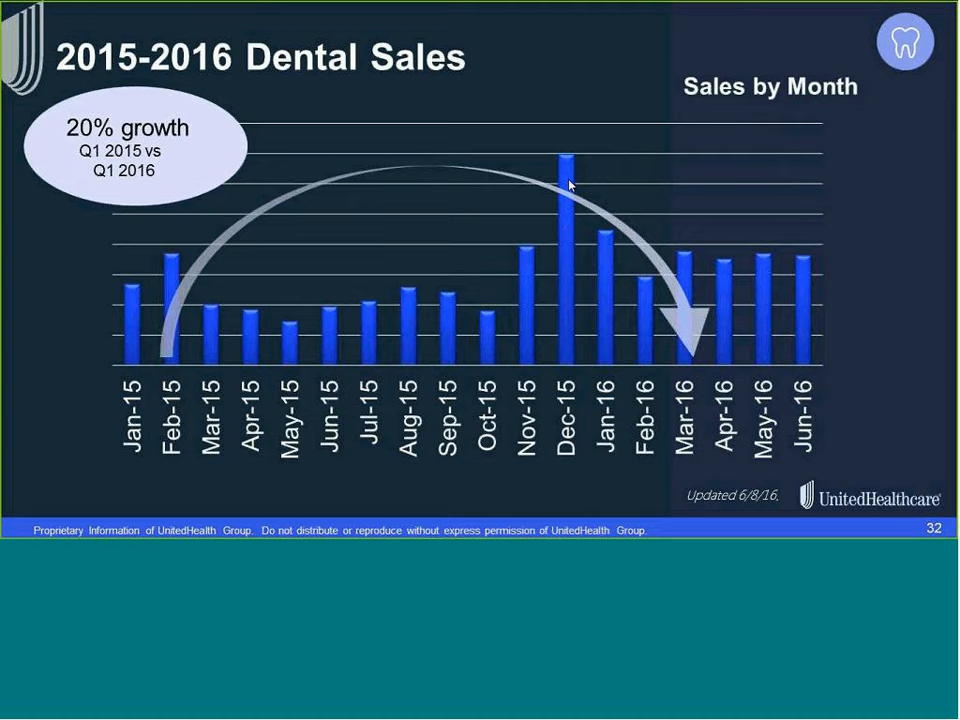 2015-2016 Dental Sales
Sales by Month
20% growth
Q1 2015 vs
Q1 2016
Jan-15
Feb-15
Mar-15
Apr-15
May-15
Jun-15
Jul-15
Aug-15
Sep-15
Oct-15
Nov-15
Dec-15
Jan-16
Feb-16
Mar-16
Apr-16
May-16
Jun-16
Updated 6/8/16.
UnitedHealthcare®
Proprietary Information of UnitedHealth Group. Do not distribute or reproduce without express permission of UnitedHealth Group.
32